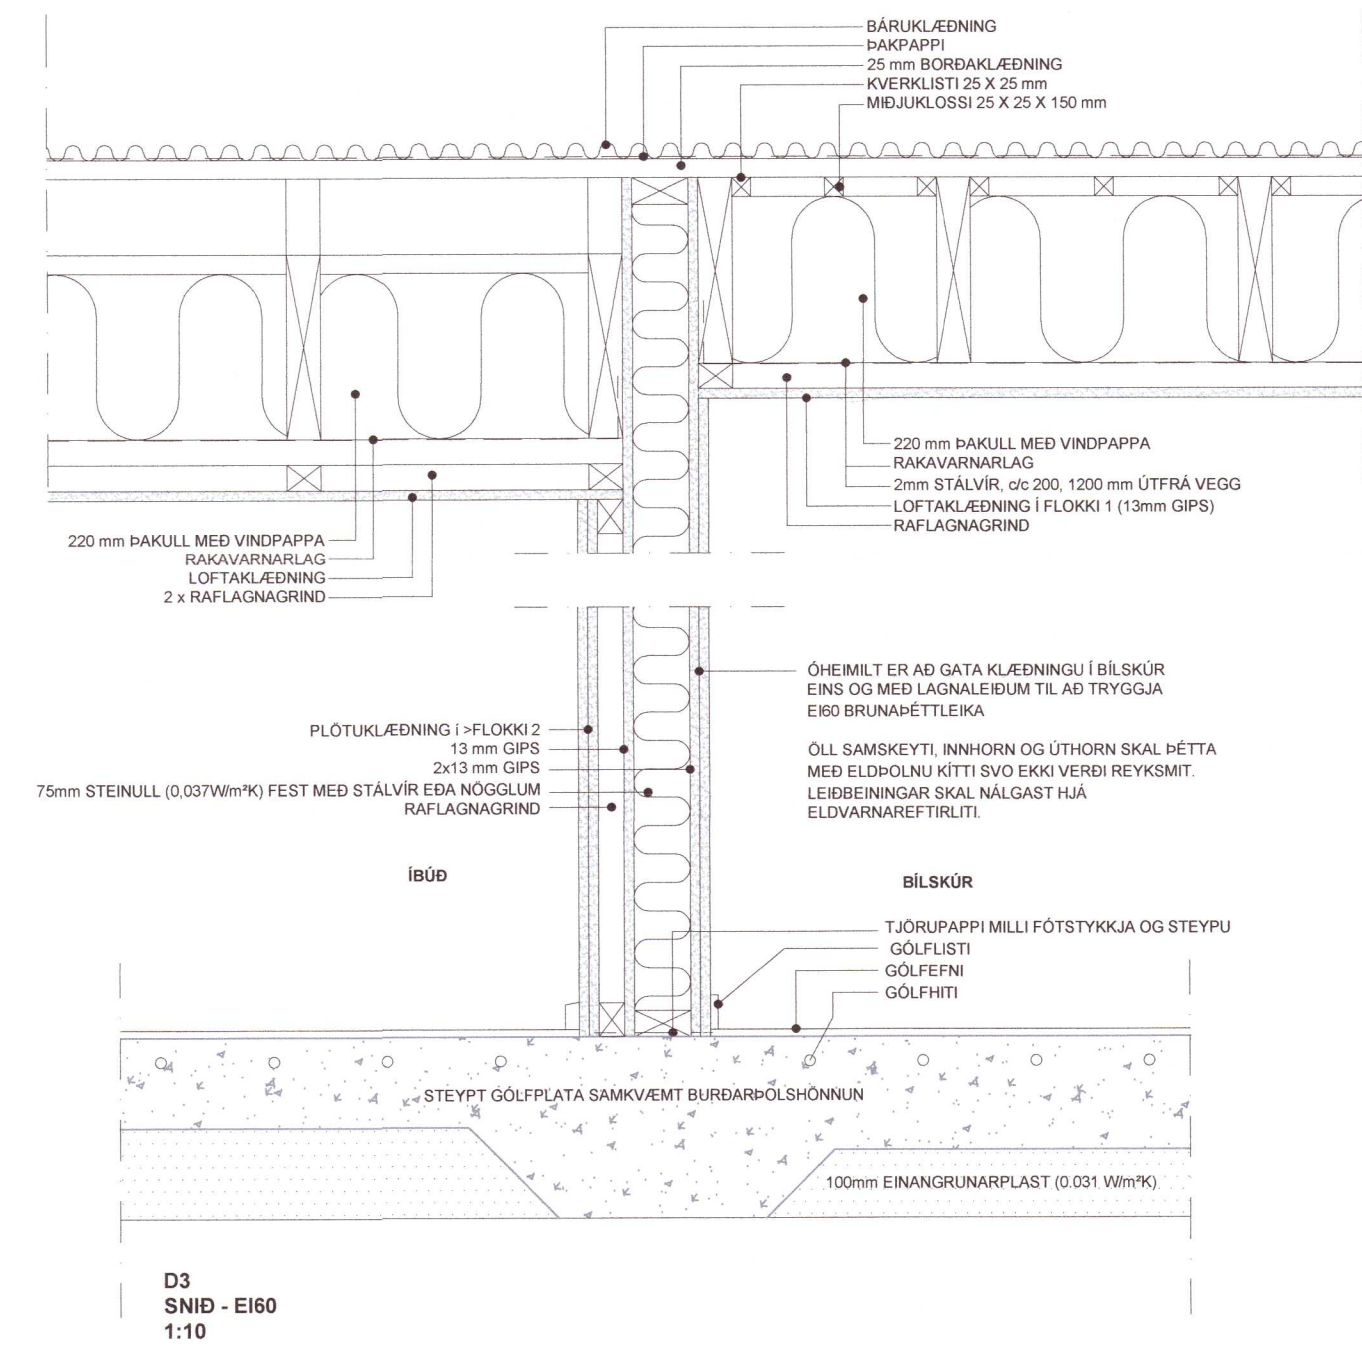 BÁRUKLÆÐNING
ÞAKPAPPI
25 mm BORÐAKLÆÐNING
KVERKLISTI 25 X 25 mm
MIÐJUKLOSSI 25 X 25 X 150 mm
220 mm ÞAKULL MEÐ VINDPAPPA
RAKAVARNARLAG
2mm STÁLVÍR, c/c 200, 1200 mm ÚTFRÁ VEGG
LOFTAKLÆÐNING Í FLOKKI 1 (13mm GIPS)
RAFLAGNAGRIND
220 mm ÞAKULL MEÐ VINDPAPPA
RAKAVARNARLAG
LOFTAKLÆÐNING
2 x RAFLAGNAGRIND
ÓHEIMILT ER AÐ GATA KLÆÐNINGU Í BÍLSKÚR
EINS OG MEÐ LAGNALEIÐUM TIL AÐ TRYGGJA
EI60 BRUNAÞÉTTLEIKA
ÖLL SAMSKEYTI, INNHORN OG ÚTHORN SKAL ÞÉTTA
MEÐ ELDÞOLNU KÍTTI SVO EKKI VERÐI REYKSMIT.
LEIÐBEININGAR SKAL NÁLGAST HJÁ
ELDVARNAREFTIRLITI.
PLÖTUKLÆÐNING í >FLOKKI 2
13 mm GIPS
2x13 mm GIPS
75mm STEINULL (0,037W/m²K) FEST MEÐ STÁLVÍR EÐA NÖGGLUM
RAFLAGNAGRIND
ÍBÚÐ
BÍLSKÚR
TJÖRUPAPPI MILLI FÓTSTYKKJA OG STEYPU
GÓLFLISTI
GÓLFEFNI
GÓLFHITI
STEYPT GÓLFPLATA SAMKVÆMT BURÐARÞOLSHÖNNUN
100mm EINANGRUNARPLAST (0.031 W/m²K)
D3
SNIÐ - EI60
1:10